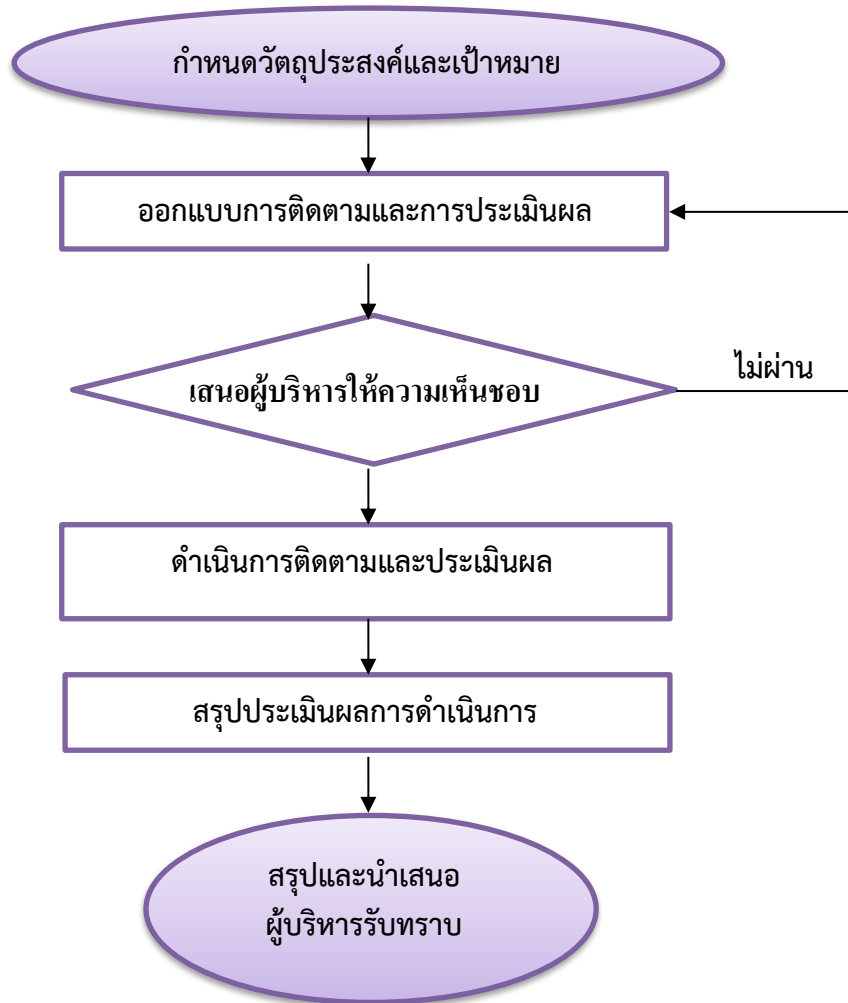 กำหนดวัตถุประสงค์และเป้าหมาย
ออกแบบการติดตามและการประเมินผล
เสนอผู้บริหารให้ความเห็นชอบ
ไม่ผ่าน
ดำเนินการติดตามและประเมินผล
สรุปประเมินผลการดำเนินการ
สรุปและนำเสนอ
ผู้บริหารรับทราบ